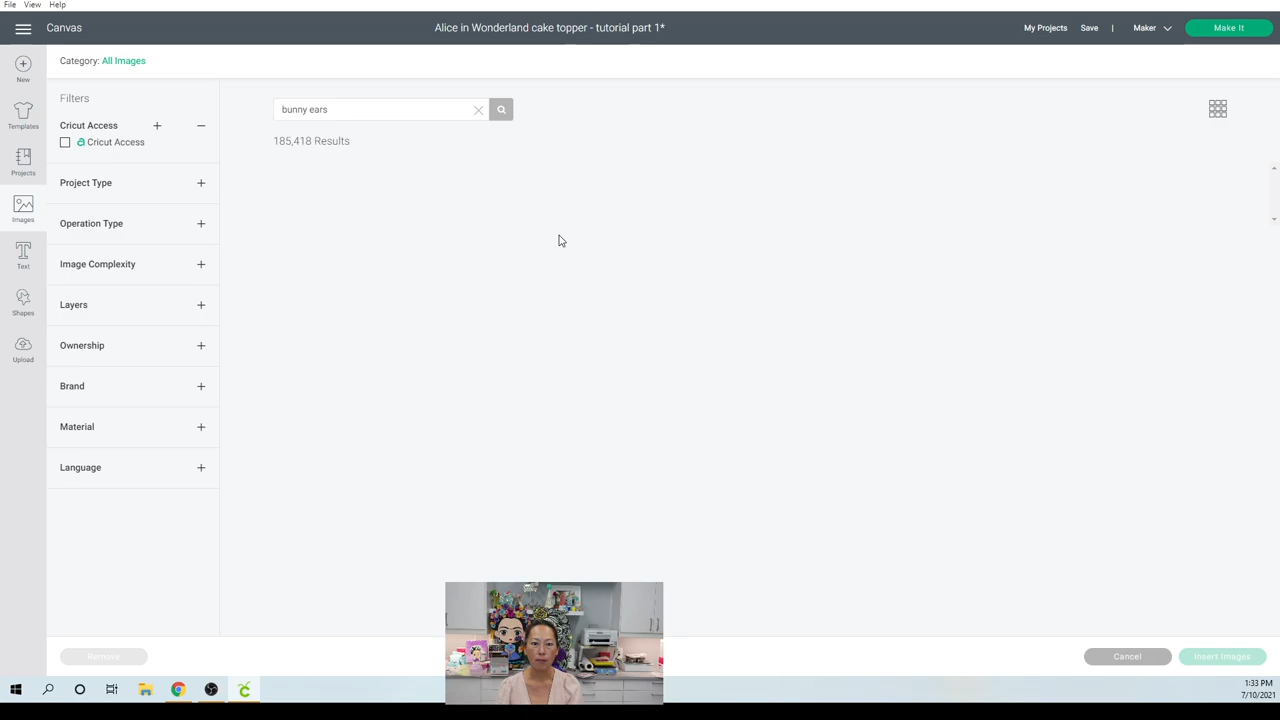 File View Help
Canvas
Alice in Wonderland cake topper - tutorial part 1*
My Projects Save | Maker Make It
Category: All Images
New
Templates
Projects
Images
Text
Shapes
Upload
Filters
Cricut Access
Cricut Access
Project Type
Operation Type
Image Complexity
Layers
Ownership
Brand
Material
Language
bunny ears
185,418 Results
Remove
Cancel
Insert Images
1:33 PM
7/10/2021